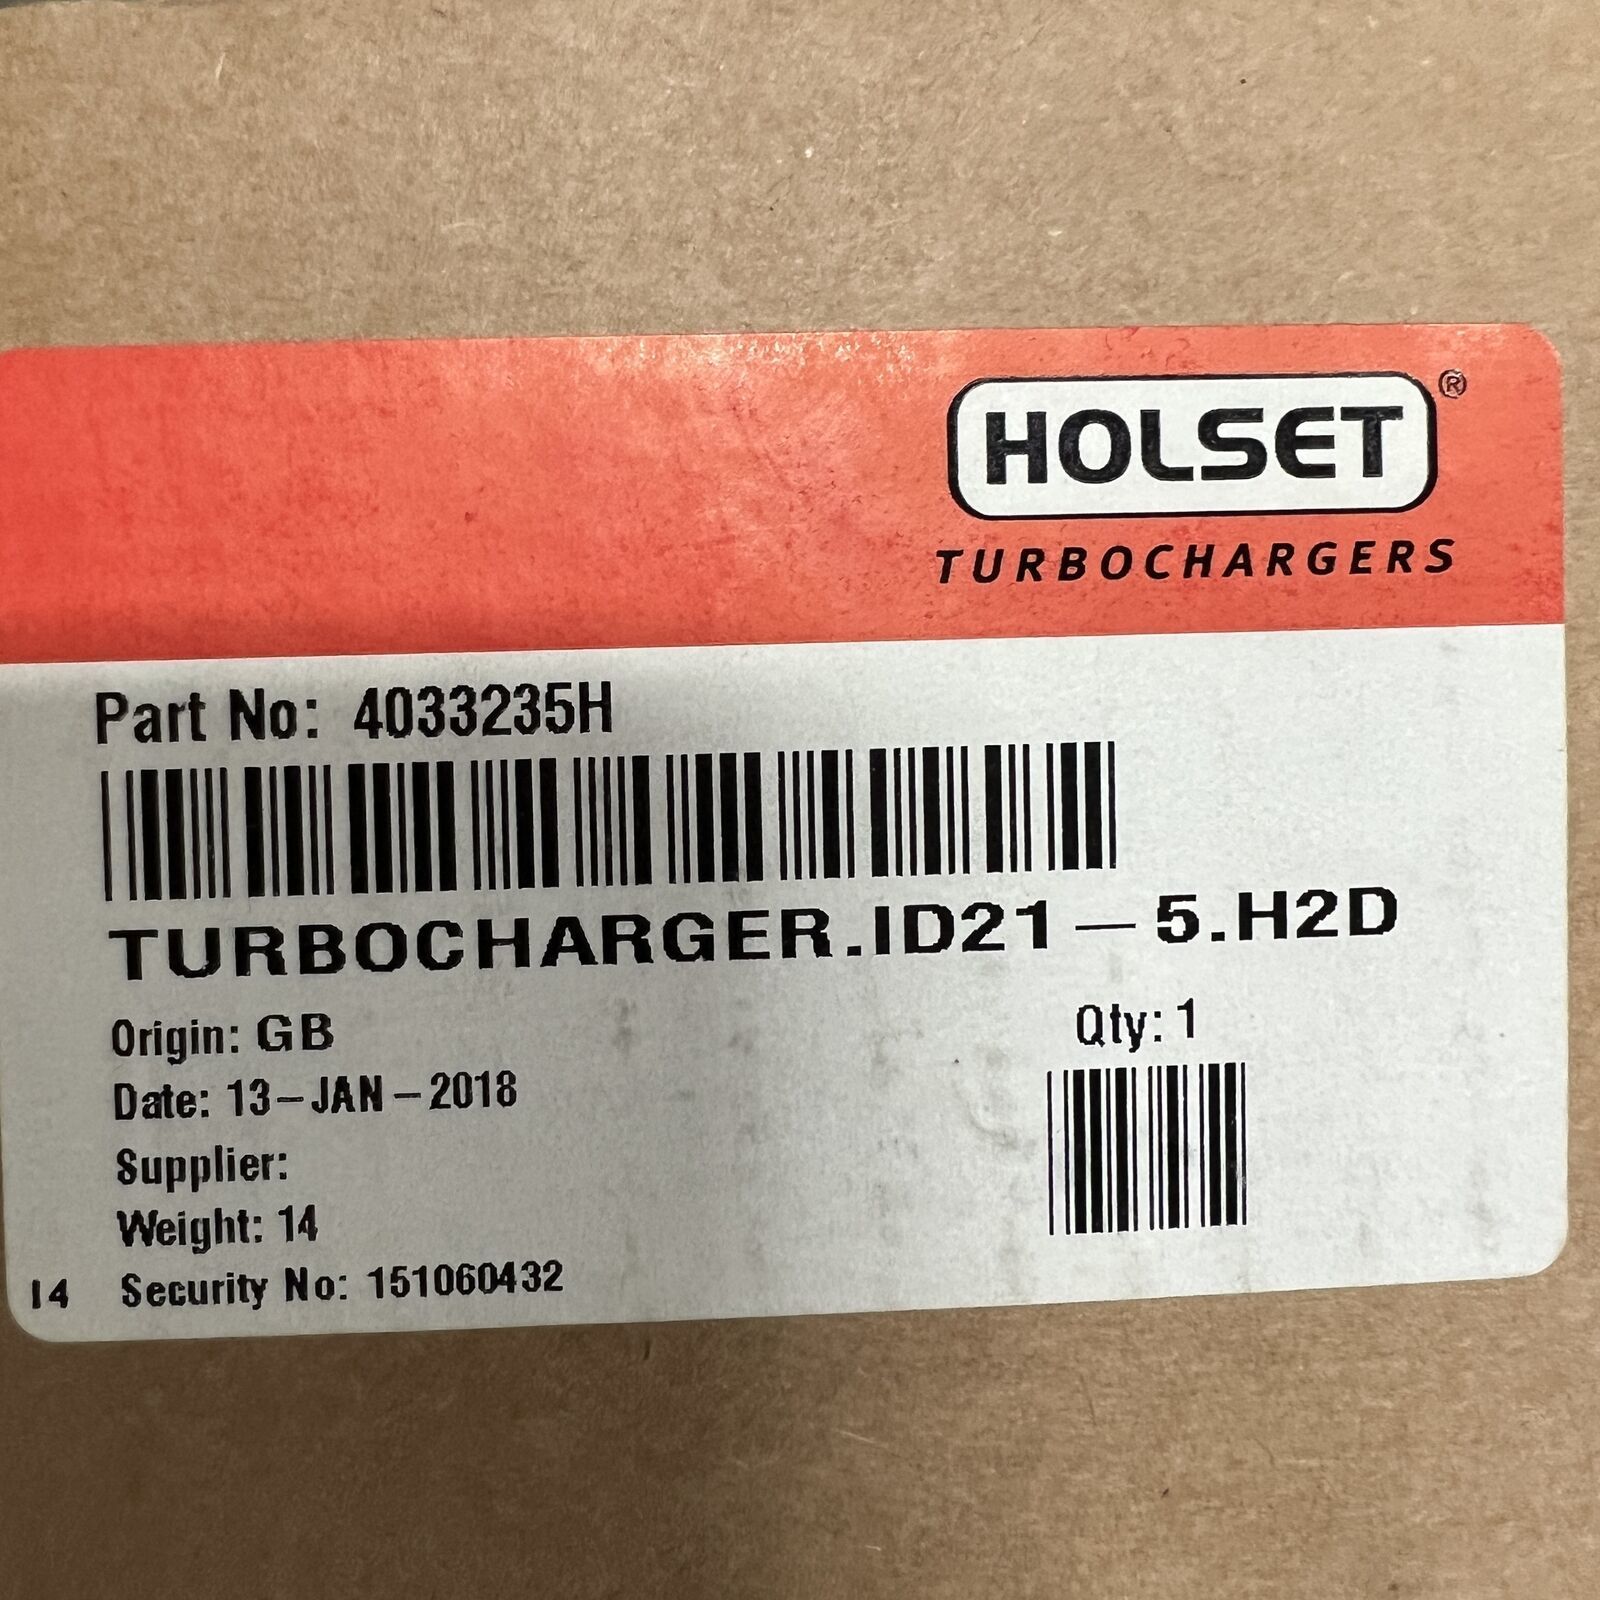 HOLSET®
TURBOCHARGERS
Part No: 4033235H
TURBOCHARGER.ID21-5.H2D
Origin: GB
Qty: 1
Date: 13-JAN-2018
Supplier:
Weight: 14
14 Security No: 151060432